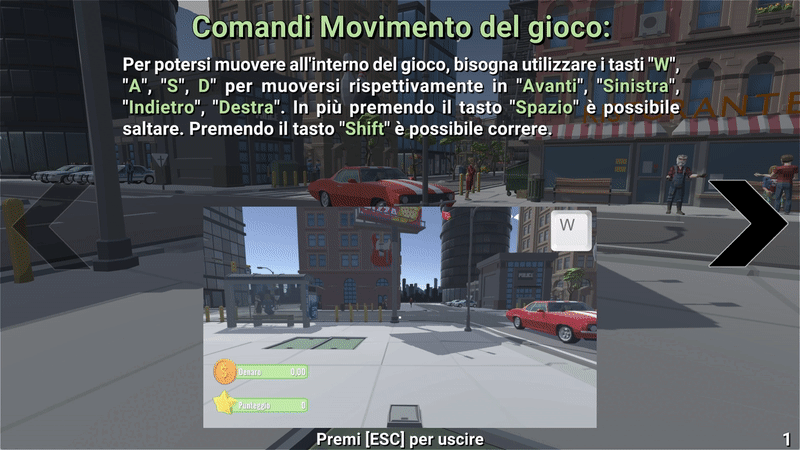 Comandi Movimento del gioco:
Per potersi muovere all'interno del gioco, bisogna utilizzare i tasti "W",
"A", "S", D" per muoversi rispettivamente in "Avanti", "Sinistra",
"Indietro", "Destra". In più premendo il tasto "Spazio" è possibile
saltare. Premendo il tasto "Shift" è possibile correre.
PIZZA
W
POLICE
Denaro 0,00
Punteggio 0
Premi [ESC] per uscire
1